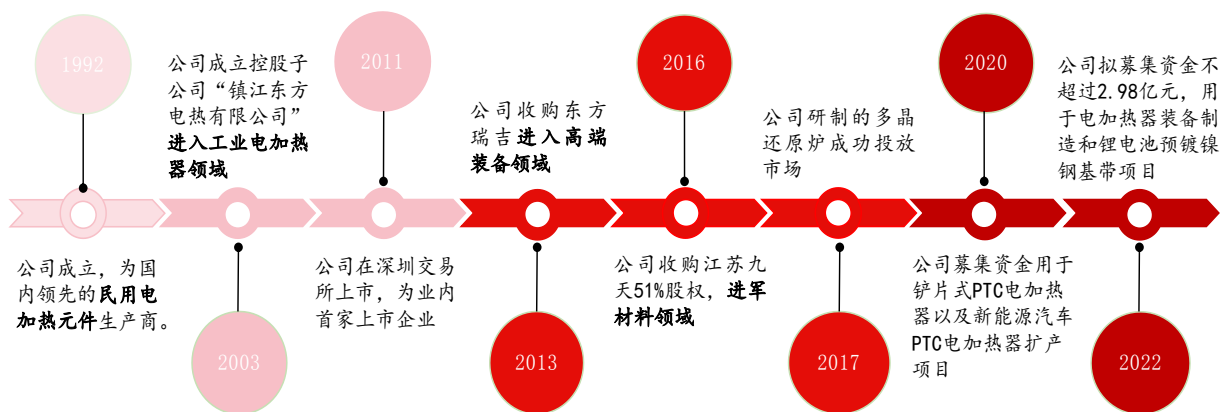 1992
公司成立，为国
内领先的民用电
加热元件生产商。
公司成立控股子
公司“镇江东方
电热有限公司”
进入工业电加热
器领域
2003
2011
公司在深圳交易
所上市，为业内
首家上市企业
公司收购东方
瑞吉进入高端
装备领域
2013
2016
公司收购江苏九
天51%股权，进军
材料领域
公司研制的多晶
还原炉成功投放
市场
2017
2020
公司募集资金用于
铲片式PTC电加热
器以及新能源汽车
PTC电加热器扩产
项目
公司拟募集资金不
超过2.98亿元，用
于电加热器装备制
造和锂电池预镀镍
钢基带项目
2022